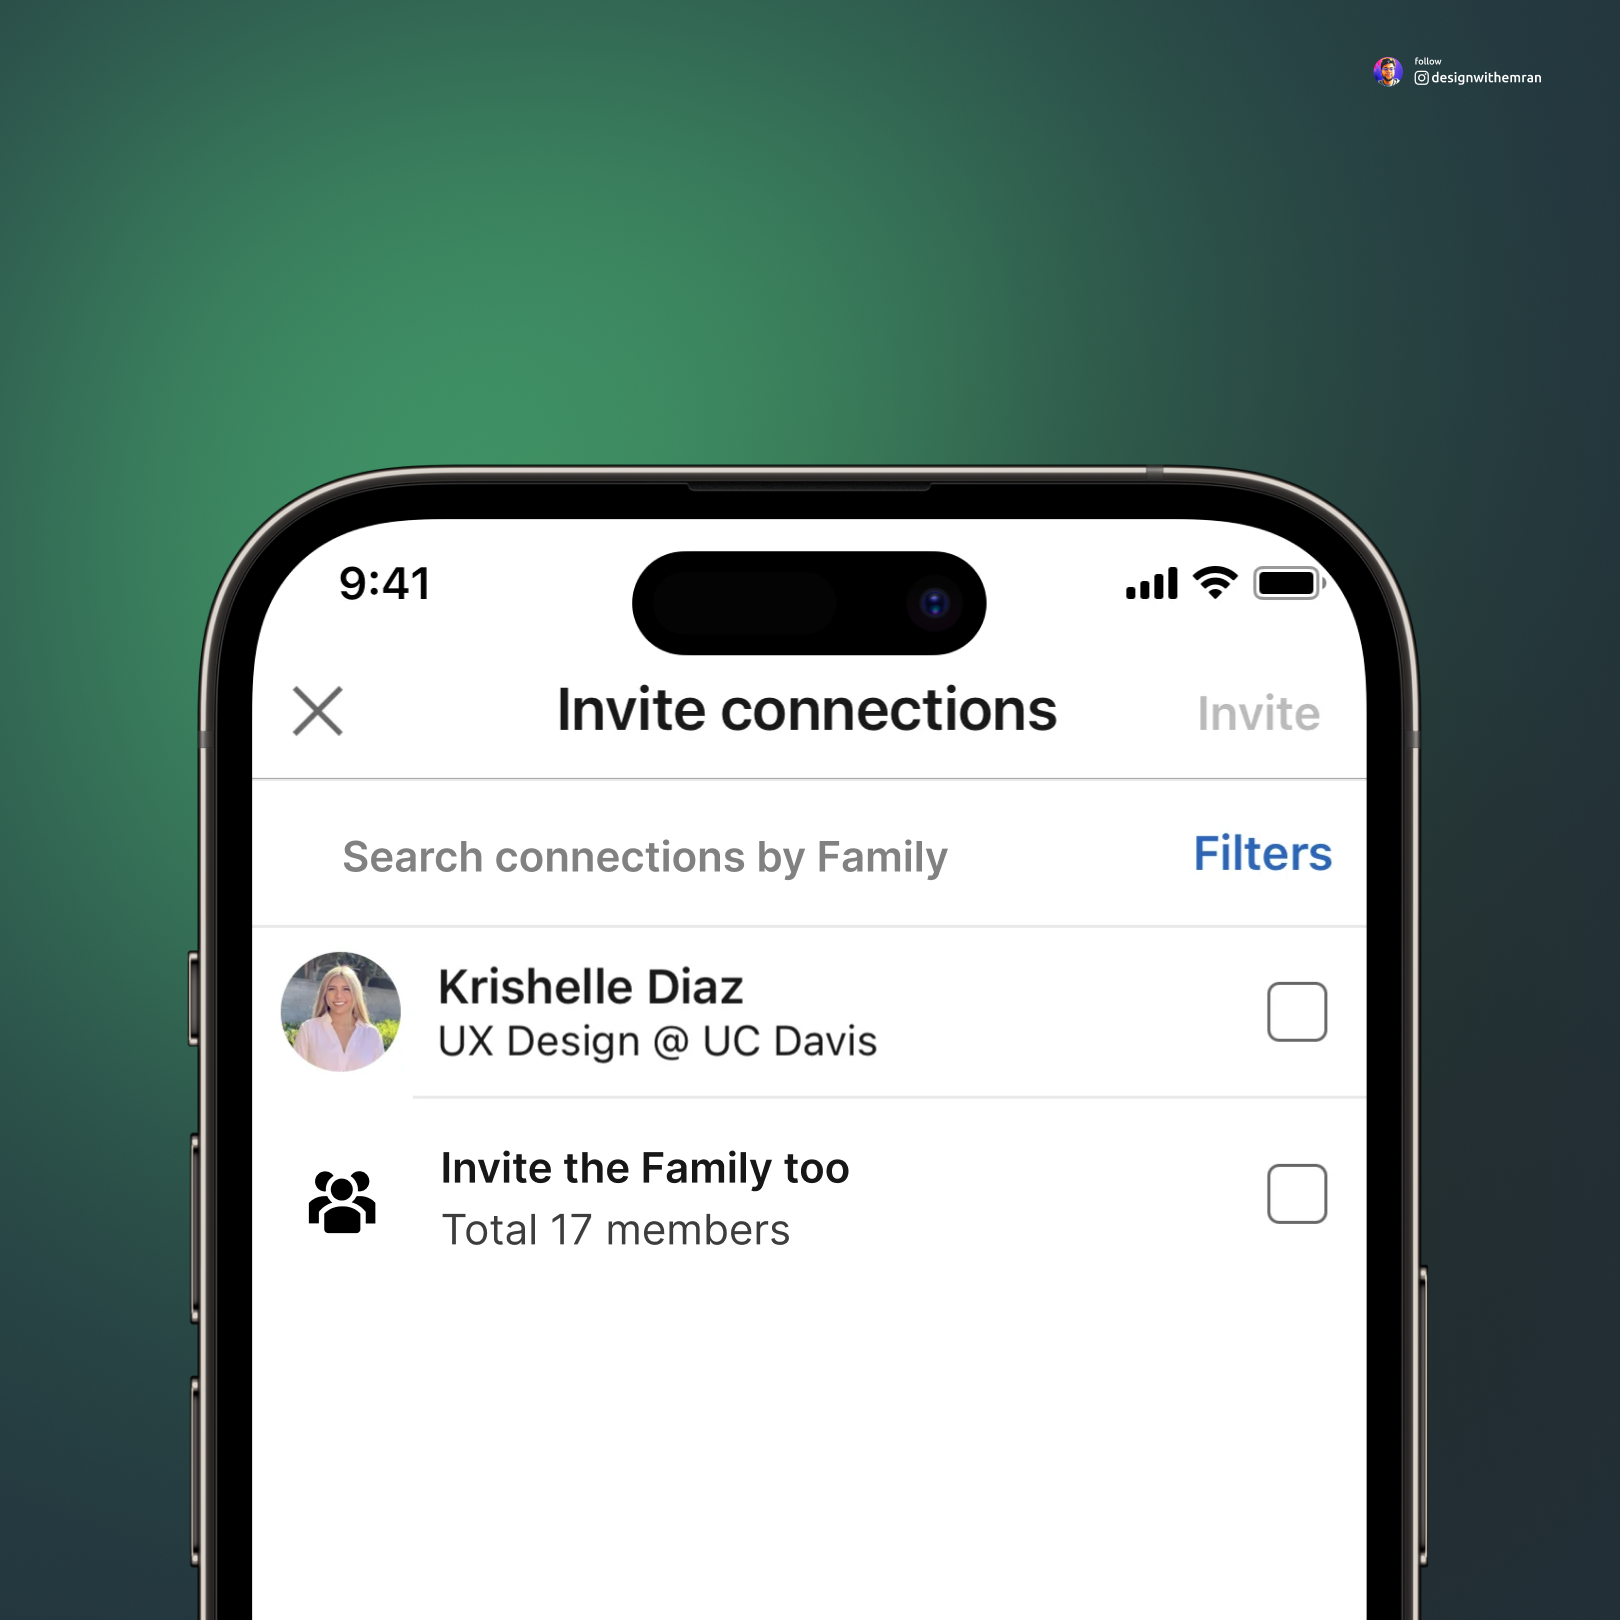 follow
designwithemran
9:41
Invite connections
Invite
Search connections by Family
Filters
Krishelle Diaz
UX Design @ UC Davis
Invite the Family too
Total 17 members